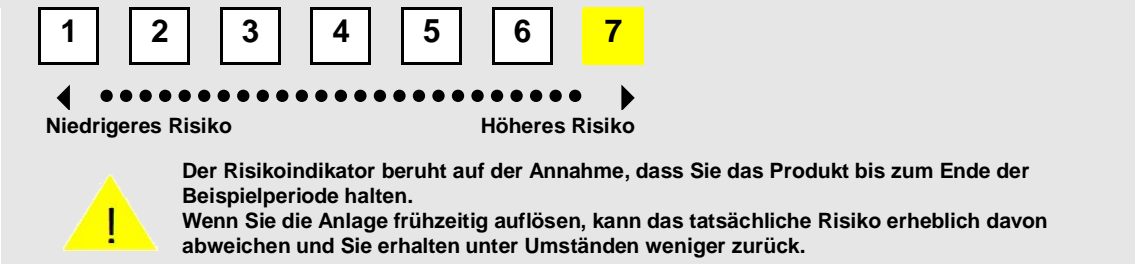 1 2 3 4 5 6 7
Niedrigeres Risiko Höheres Risiko
Der Risikoindikator beruht auf der Annahme, dass Sie das Produkt bis zum Ende der
Beispielperiode halten.
! Wenn Sie die Anlage frühzeitig auflösen, kann das tatsächliche Risiko erheblich davon
abweichen und Sie erhalten unter Umständen weniger zurück.